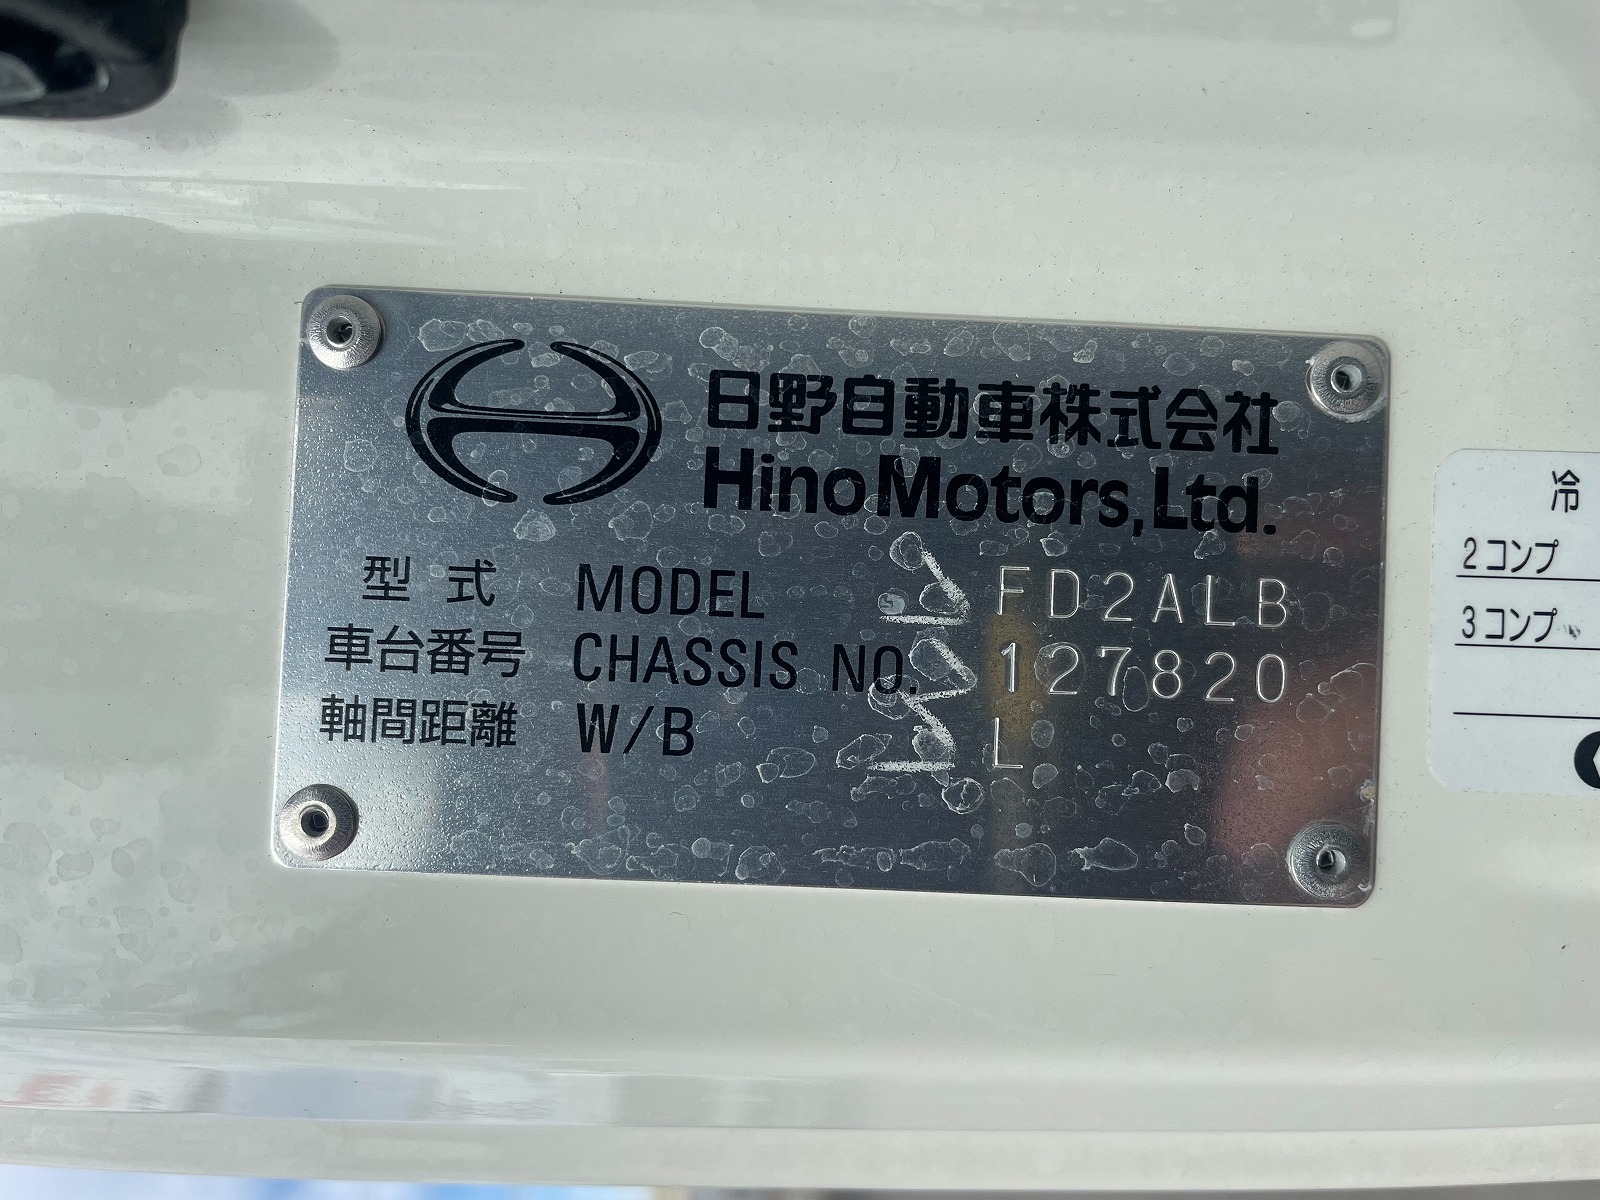 日野自動車株式会社
Hino Motors, Ltd.
型式 MODEL FD2ALB
車台番号 CHASSIS NO. 127820
軸間距離 W/B L
冷
2コンプ
3コンプ